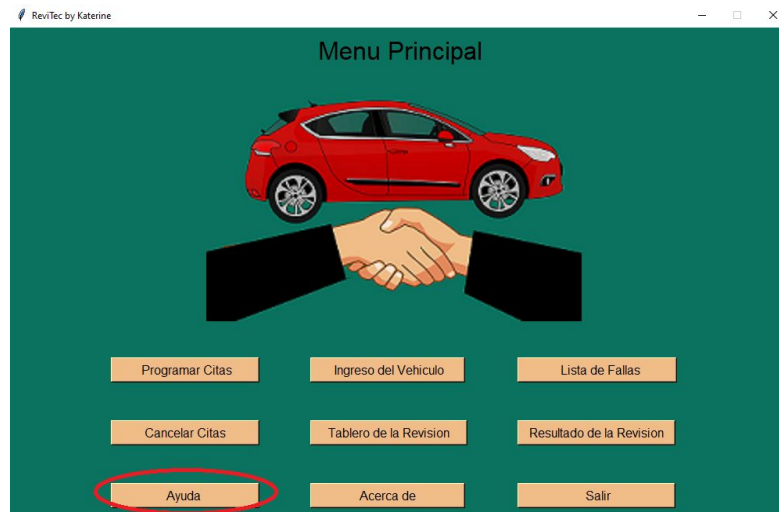 ReviTec by Katerine
Menu Principal
Programar Citas
Ingreso del Vehiculo
Lista de Fallas
Cancelar Citas
Tablero de la Revision
Resultado de la Revision
Ayuda
Acerca de
Salir